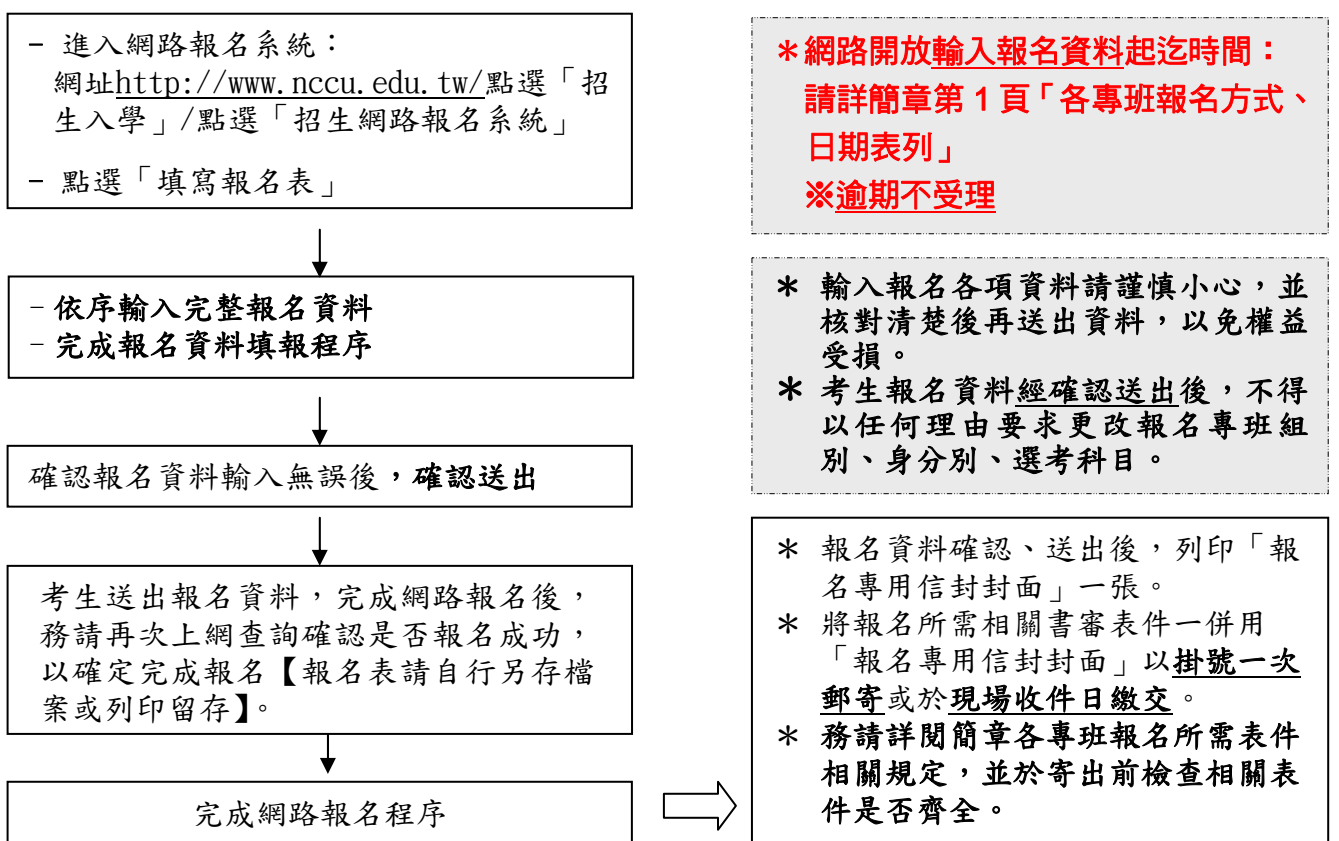 - 進入網路報名系統：
網址http://www.nccu.edu.tw/點選「招
生入學」/點選「招生網路報名系統」
- 點選「填寫報名表」
-依序輸入完整報名資料
-完成報名資料填報程序
確認報名資料輸入無誤後，確認送出
考生送出報名資料，完成網路報名後，
務請再次上網查詢確認是否報名成功，
以確定完成報名【報名表請自行另存檔
案或列印留存】。
完成網路報名程序
＊網路開放輸入報名資料起迄時間：
請詳簡章第 1 頁「各專班報名方式、
日期表列」
※逾期不受理
＊ 輸入報名各項資料請謹慎小心，並
核對清楚後再送出資料，以免權益
受損。
＊ 考生報名資料經確認送出後，不得
以任何理由要求更改報名專班組
別、身分別、選考科目。
＊ 報名資料確認、送出後，列印「報
名專用信封封面」一張。
＊ 將報名所需相關書審表件一併用
「報名專用信封封面」以掛號一次
郵寄或於現場收件日繳交。
＊ 務請詳閱簡章各專班報名所需表件
相關規定，並於寄出前檢查相關表
件是否齊全。